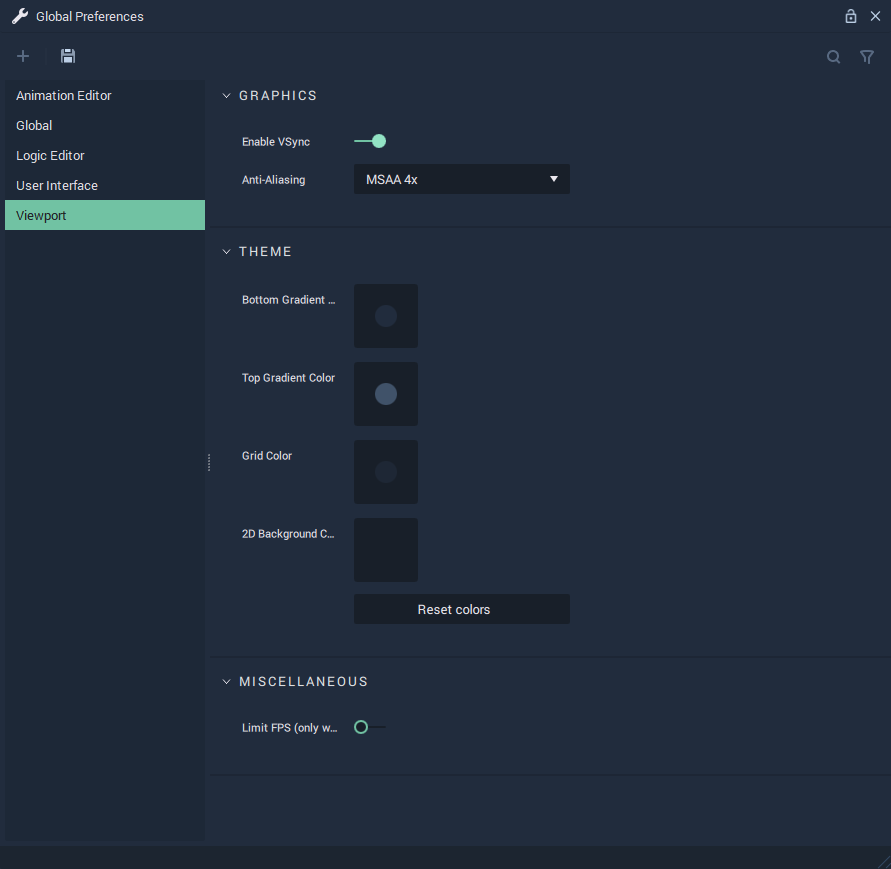 Global Preferences
Animation Editor
Global
Logic Editor
User Interface
Viewport
GRAPHICS
Enable VSync
Anti-Aliasing
MSAA 4x
THEME
Bottom Gradient ...
Top Gradient Color
Grid Color
2D Background C...
Reset colors
MISCELLANEOUS
Limit FPS (only w...